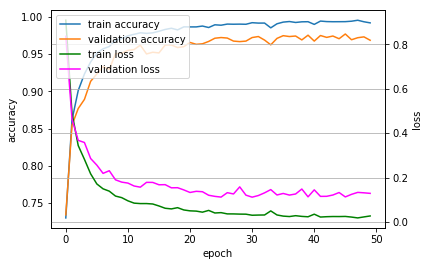 train accuracy
validation accuracy
train loss
validation loss
accuracy
1.00
0.95
0.90
0.85
0.80
0.75
0.8
0.6
0.4
0.2
0.0
loss
0 10 20 30 40 50
epoch